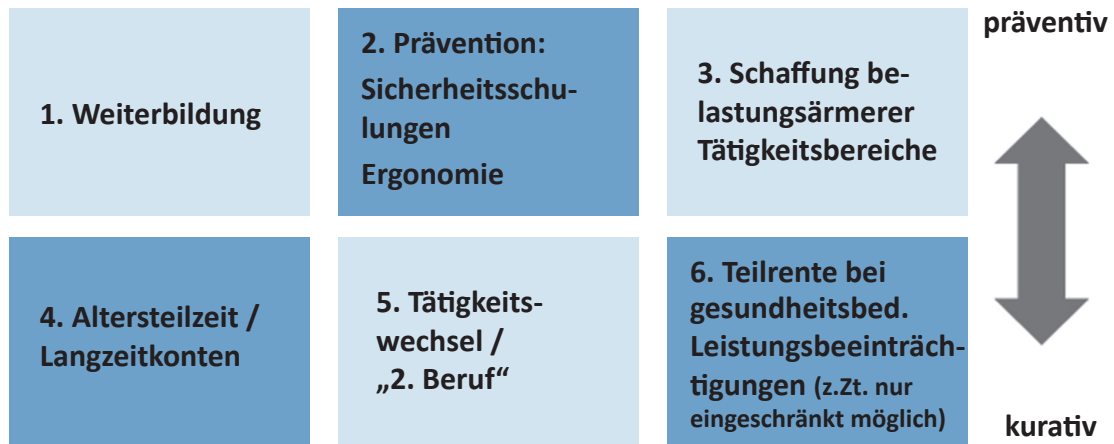 präventiv
1. Weiterbildung
2. Prävention:
Sicherheitsschu-
lungen
Ergonomie
3. Schaffung be-
lastungsärmerer
Tätigkeitsbereiche
4. Altersteilzeit /
Langzeitkonten
5. Tätigkeits-
wechsel /
„2. Beruf“
6. Teilrente bei
gesundheitsbed.
Leistungsbeeinträch-
tigungen (z.Zt. nur
eingeschränkt möglich)
kurativ